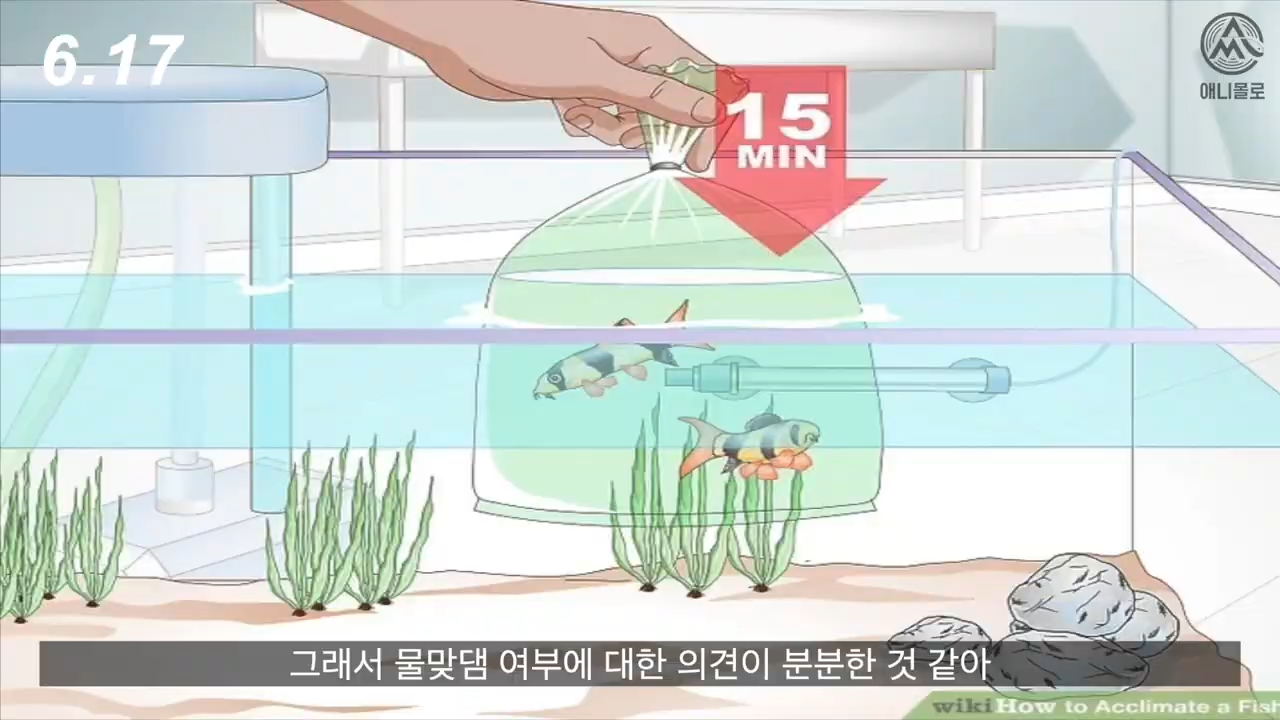 6.17
애니몰로
15
MIN
그래서 물맞댐 여부에 대한 의견이 분분한 것 같아
wikiHow to Acclimate a Fish